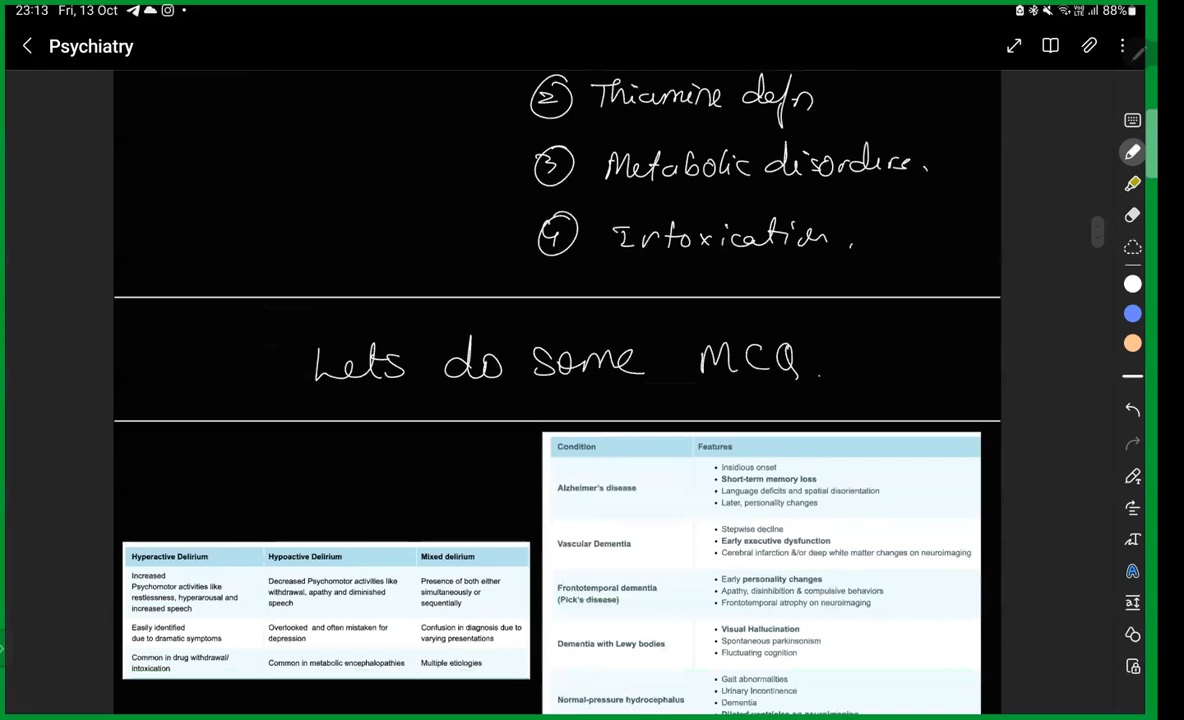 23:13 Fri, 13 Oct
88%
Psychiatry
② Thiamine defn
③ Metabolic disorders.
④ Intoxication.
Lets do some MCQ.
Condition Features
Alzheimer's disease
• Insidious onset
• Short-term memory loss
• Language deficits and spatial disorientation
• Later, personality changes
Vascular Dementia
• Stepwise decline
• Early executive dysfunction
• Cerebral infarction &/or deep white matter changes on neuroimaging
Frontotemporal dementia
(Pick's disease)
• Early personality changes
• Apathy, disinhibition & compulsive behaviors
• Frontotemporal atrophy on neuroimaging
Dementia with Lewy bodies
• Visual Hallucination
• Spontaneous parkinsonism
• Fluctuating cognition
Normal-pressure hydrocephalus
• Gait abnormalities
• Urinary Incontinence
• Dementia
• Dilated ventricles on neuroimaging
Hyperactive Delirium Hypoactive Delirium Mixed delirium
Increased
Psychomotor activities like
restlessness, hyperarousal and
increased speech
Decreased Psychomotor activities like
withdrawal, apathy and diminished
speech
Presence of both either
simultaneously or
sequentially
Easily identified
due to dramatic symptoms
Overlooked and often mistaken for
depression
Confusion in diagnosis due to
varying presentations
Common in drug withdrawal/
intoxication
Common in metabolic encephalopathies
Multiple etiologies